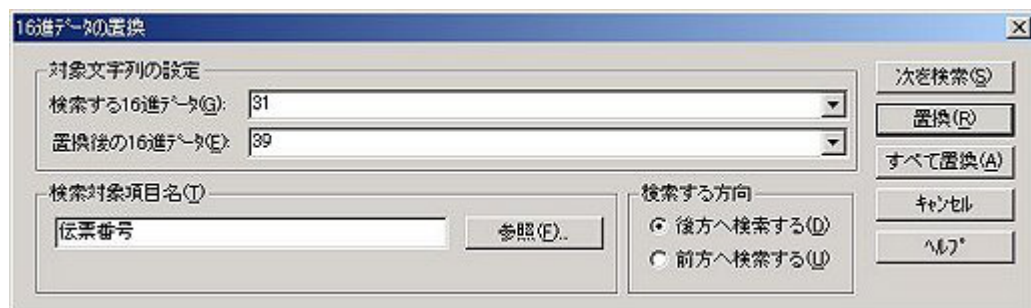 16進ﾃﾞｰﾀの置換
対象文字列の設定
検索する16進ﾃﾞｰﾀ(G):
31
置換後の16進ﾃﾞｰﾀ(E):
39
検索対象項目名(T)
伝票番号
参照(F)..
検索する方向
後方へ検索する(D)
前方へ検索する(U)
次を検索(S)
置換(R)
すべて置換(A)
ｷｬﾝｾﾙ
ﾍﾙﾌﾟ